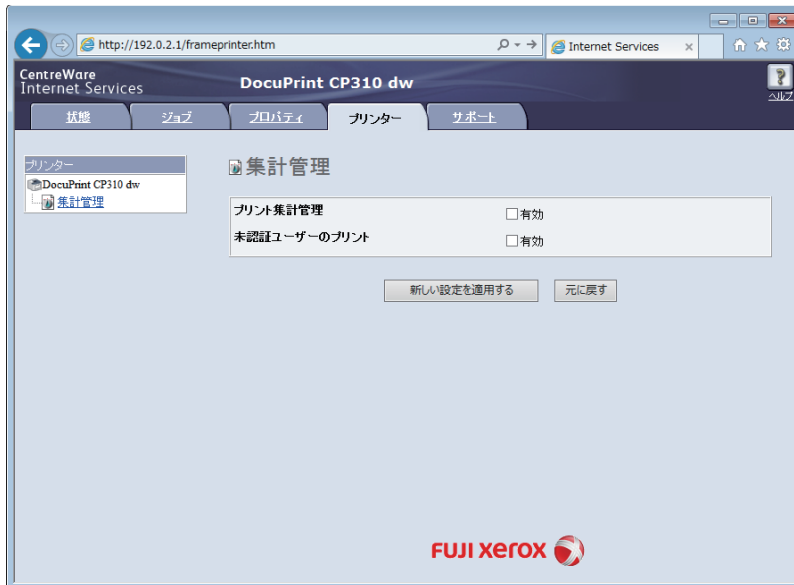 http://192.0.2.1/frameprinter.htm
Internet Services
CentreWare
Internet Services
DocuPrint CP310 dw
ヘルプ
状態
ジョブ
プロパティ
プリンター
サポート
プリンター
DocuPrint CP310 dw
集計管理
集計管理
プリント集計管理
有効
未認証ユーザーのプリント
有効
新しい設定を適用する
元に戻す
FUJI xerox